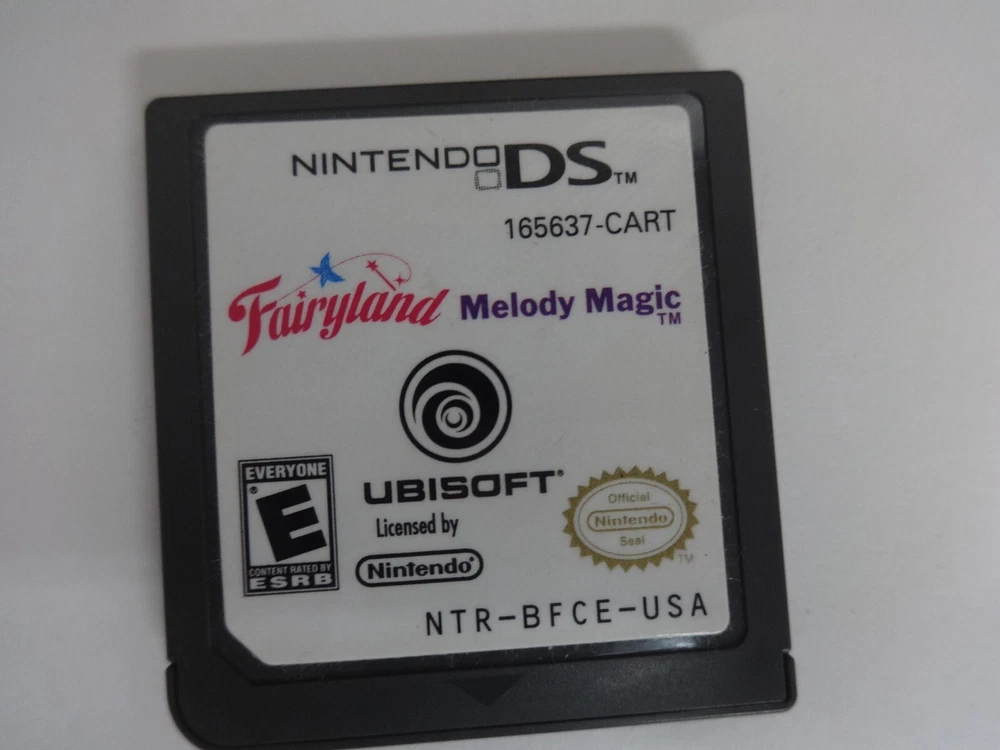 NINTENDO DS™
165637-CART
Fairyland Melody Magic™
EVERYONE
E
CONTENT RATED BY
ESRB
UBISOFT®
Licensed by
Nintendo®
Official
Nintendo
Seal
TM
NTR-BFCE-USA